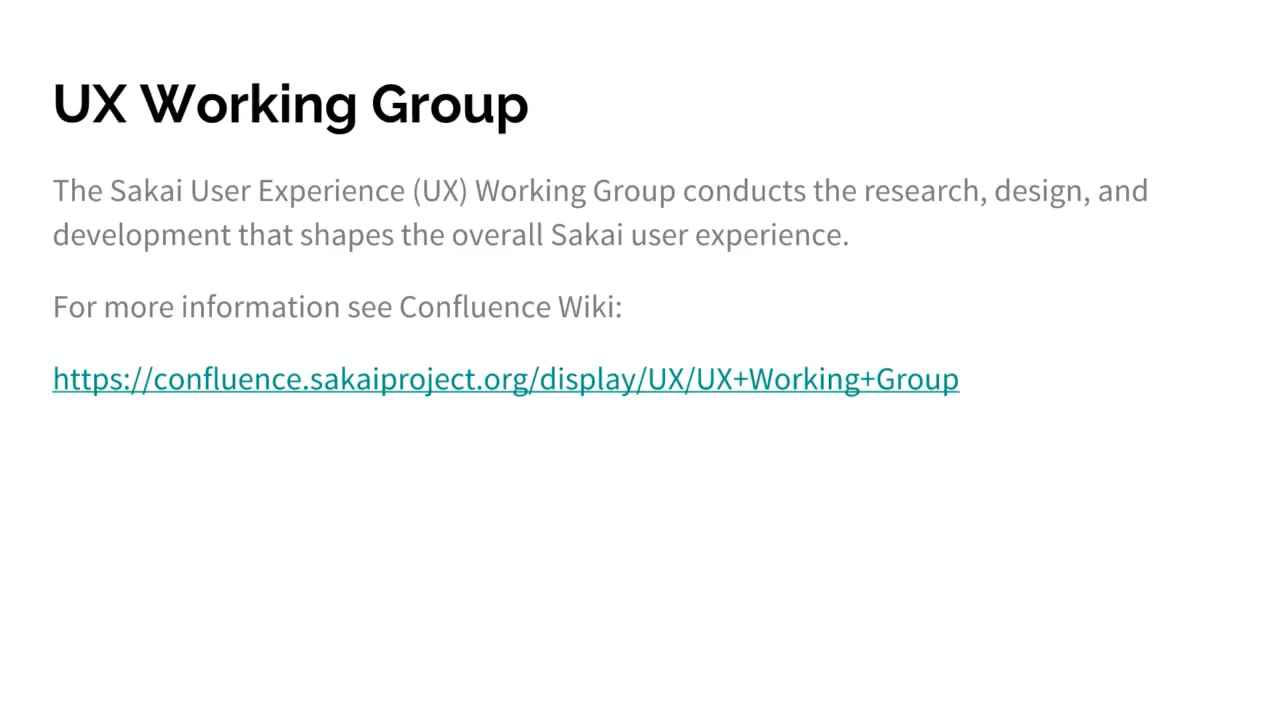 UX Working Group
The Sakai User Experience (UX) Working Group conducts the research, design, and
development that shapes the overall Sakai user experience.
For more information see Confluence Wiki:
https://confluence.sakaiproject.org/display/UX/UX+Working+Group